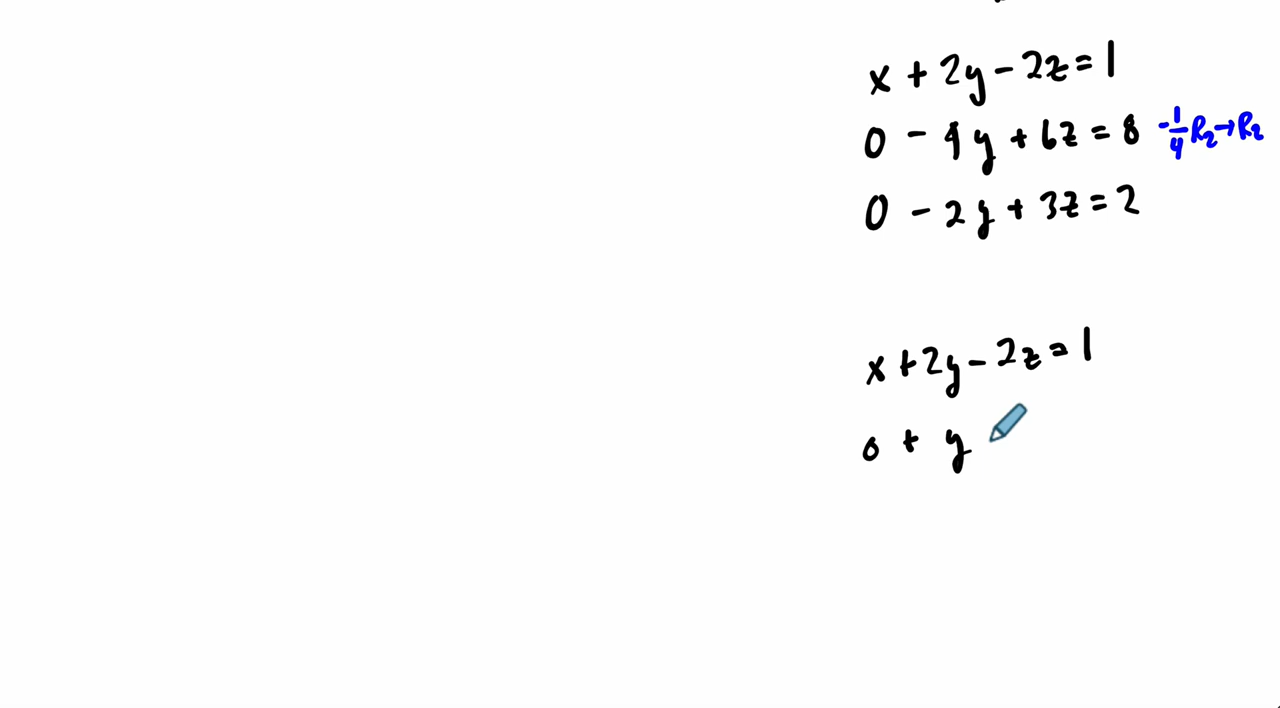 x + 2y - 2z = 1
0 - 4y + 6z = 8 -1/4 R₂→R₂
0 - 2y + 3z = 2
x + 2y - 2z = 1
0 + y